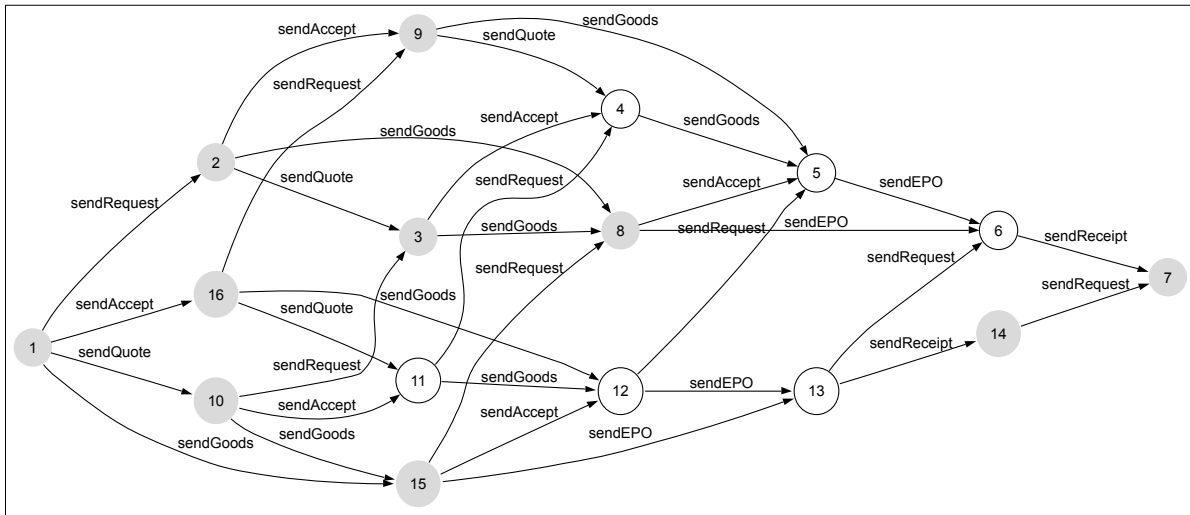 sendGoods
sendAccept
9
sendQuote
sendRequest
4
sendAccept
sendGoods
sendGoods
2
5
sendQuote
sendRequest
sendAccept
sendEPO
sendRequest
3
sendGoods
8
sendRequest
sendEPO
6
sendReceipt
sendRequest
sendRequest
7
16
sendGoods
sendRequest
sendAccept
sendQuote
14
1
sendQuote
sendReceipt
sendRequest
11
sendGoods
12
sendEPO
13
10
sendAccept
sendAccept
sendGoods
sendEPO
sendGoods
15